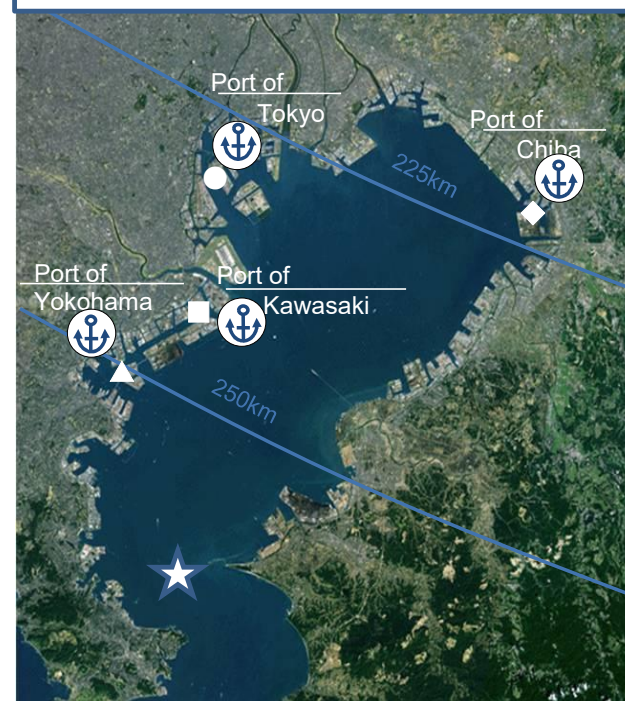 Port of
Tokyo
Port of
Chiba
225km
Port of
Yokohama
Port of
Kawasaki
250km